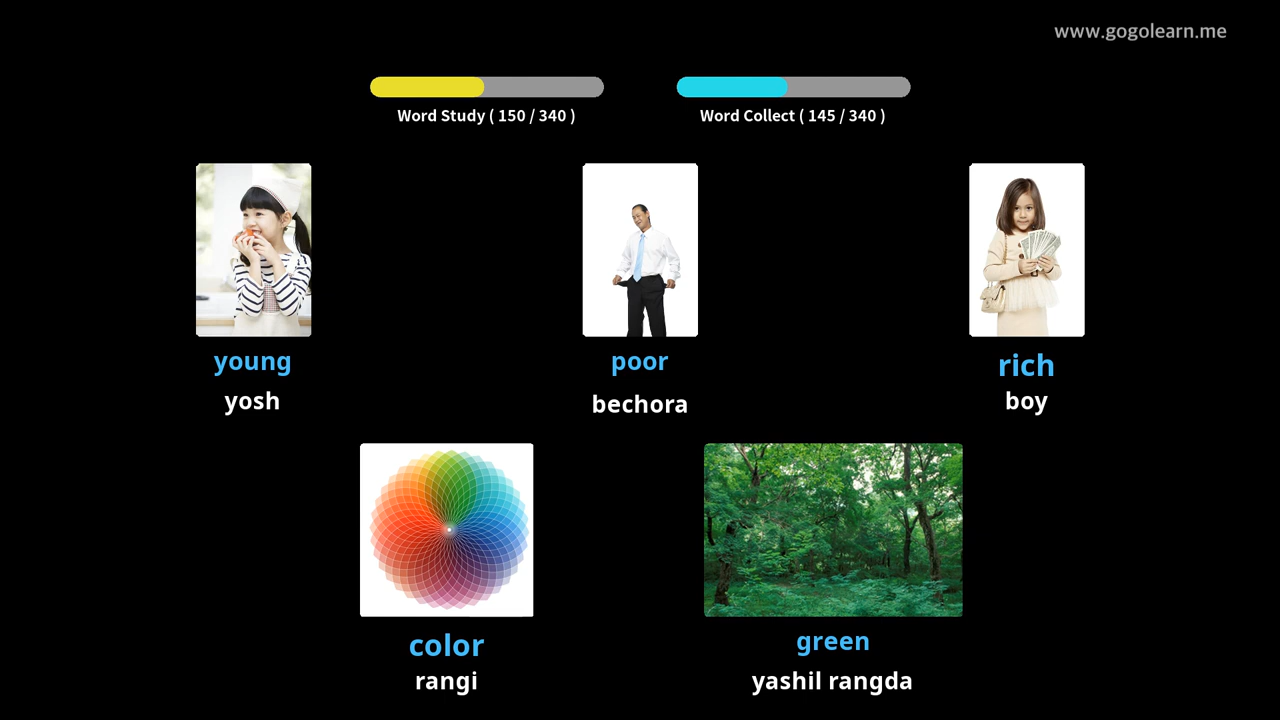 www.gogolearn.me
Word Study ( 150 / 340 )
Word Collect ( 145 / 340 )
young
poor
rich
yosh
bechora
boy
color
green
rangi
yashil rangda